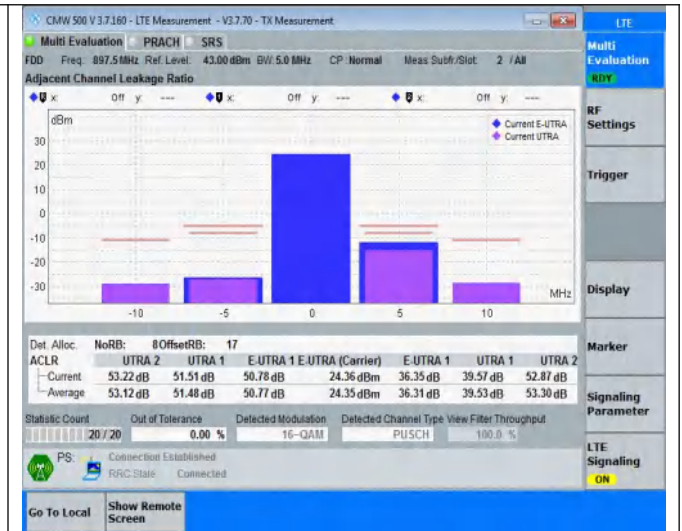 CMW 500 V 3.7.160 - LTE Measurement - V3.7.70 - TX Measurement
LTE
Multi Evaluation PRACH SRS
FDD Freq: 897.5 MHz Ref. Level: 43.00 dBm BW: 5.0 MHz CP: Normal Meas Subfr./Slot: 2 / All
Adjacent Channel Leakage Ratio
x: Off y: --- x: Off y: --- x: Off y: ---
dBm
Current E-UTRA
Current UTRA
30
20
10
0
-10
-20
-30
MHz
-10 -5 0 5 10
Det. Alloc. NoRB: 8 OffsetRB: 17
ACLR UTRA 2 UTRA 1 E-UTRA 1 E-UTRA (Carrier) E-UTRA 1 UTRA 1 UTRA 2
Current 53.22 dB 51.51 dB 50.78 dB 24.36 dBm 36.35 dB 39.57 dB 52.87 dB
Average 53.12 dB 51.48 dB 50.77 dB 24.35 dBm 36.31 dB 39.53 dB 53.30 dB
Statistic Count Out of Tolerance Detected Modulation Detected Channel Type View Filter Throughput
20 / 20 0.00 % 16-QAM PUSCH 100.0 %
PS: Connection Established
RRC State Connected
Multi
Evaluation
RDY
RF
Settings
Trigger
Display
Marker
Signaling
Parameter
LTE
Signaling
ON
Go To Local
Show Remote
Screen